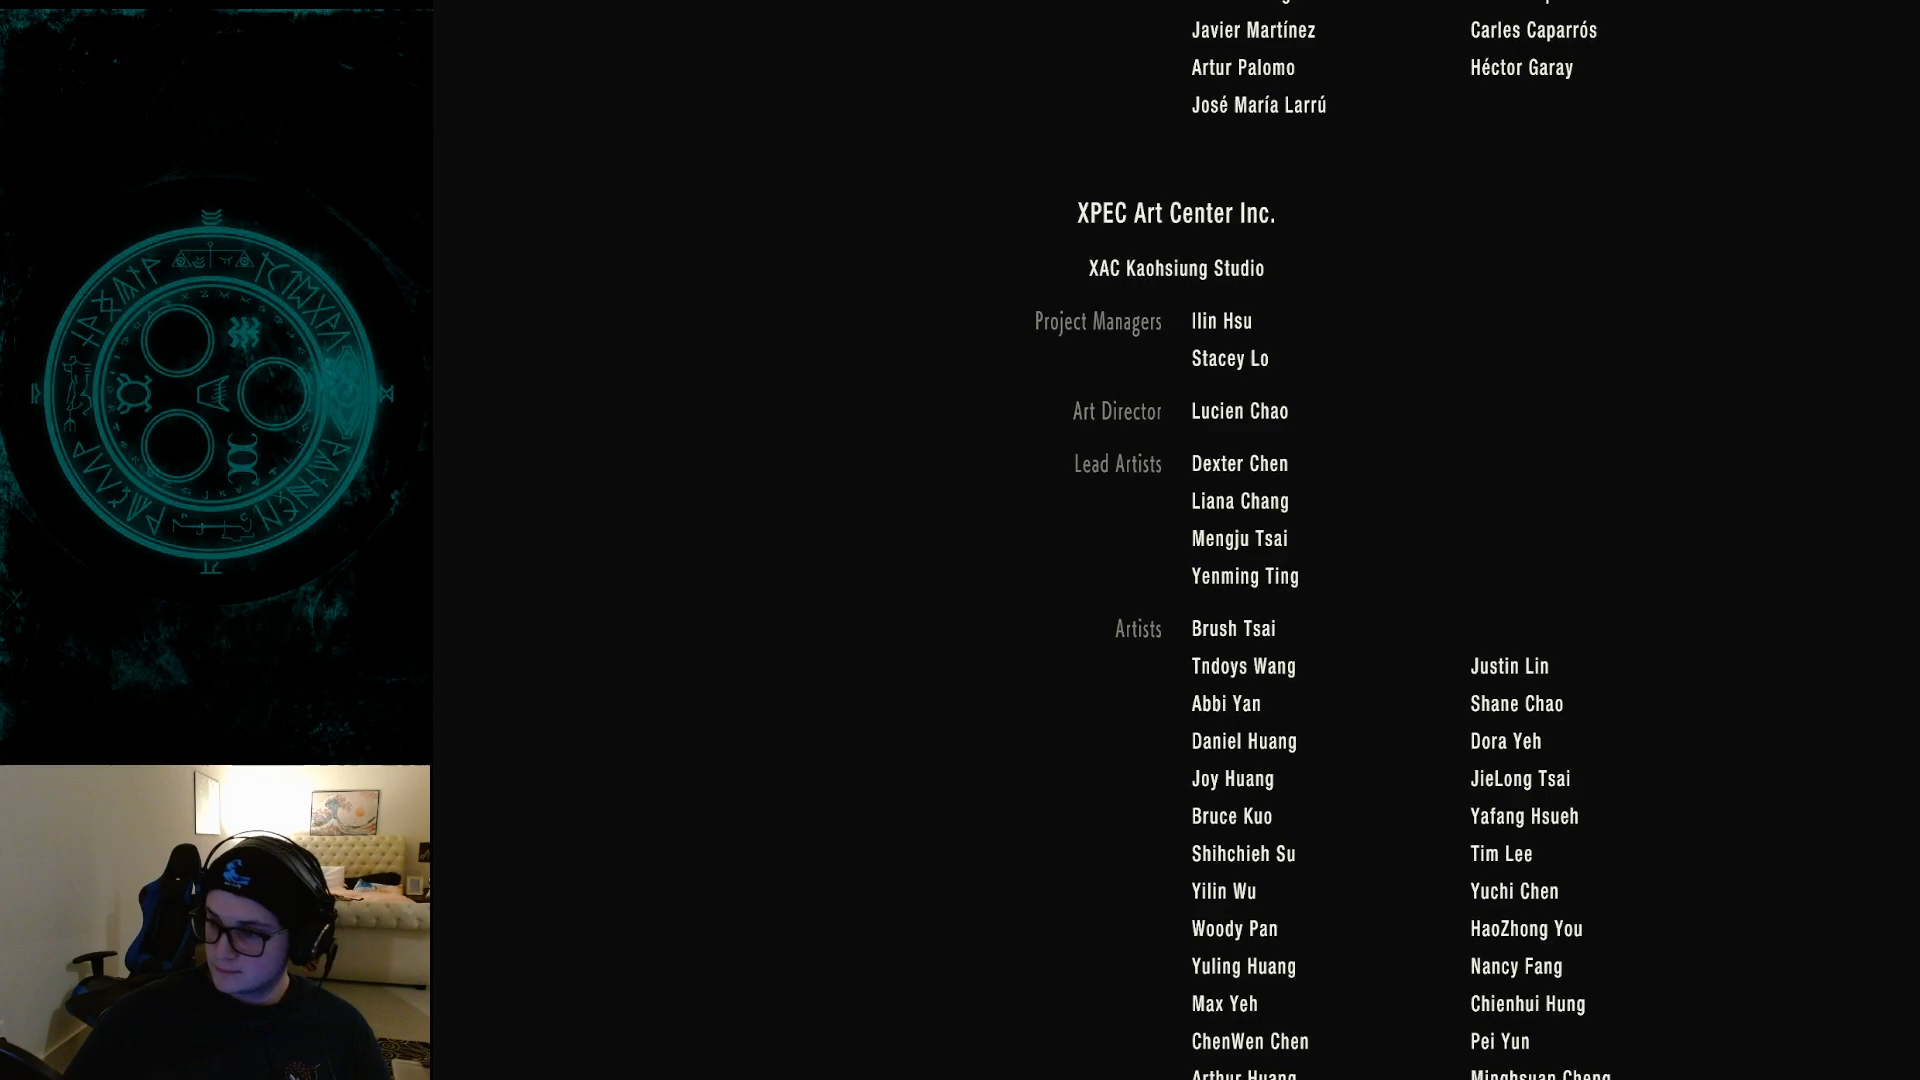 Javier Martínez Carles Caparrós
Artur Palomo Héctor Garay
José María Larrú
XPEC Art Center Inc.
XAC Kaohsiung Studio
Project Managers Ilin Hsu
Stacey Lo
Art Director Lucien Chao
Lead Artists Dexter Chen
Liana Chang
Mengju Tsai
Yenming Ting
Artists Brush Tsai
Tndoys Wang Justin Lin
Abbi Yan Shane Chao
Daniel Huang Dora Yeh
Joy Huang JieLong Tsai
Bruce Kuo Yafang Hsueh
Shihchieh Su Tim Lee
Yilin Wu Yuchi Chen
Woody Pan HaoZhong You
Yuling Huang Nancy Fang
Max Yeh Chienhui Hung
ChenWen Chen Pei Yun
Arthur Huang Minghsuan Cheng